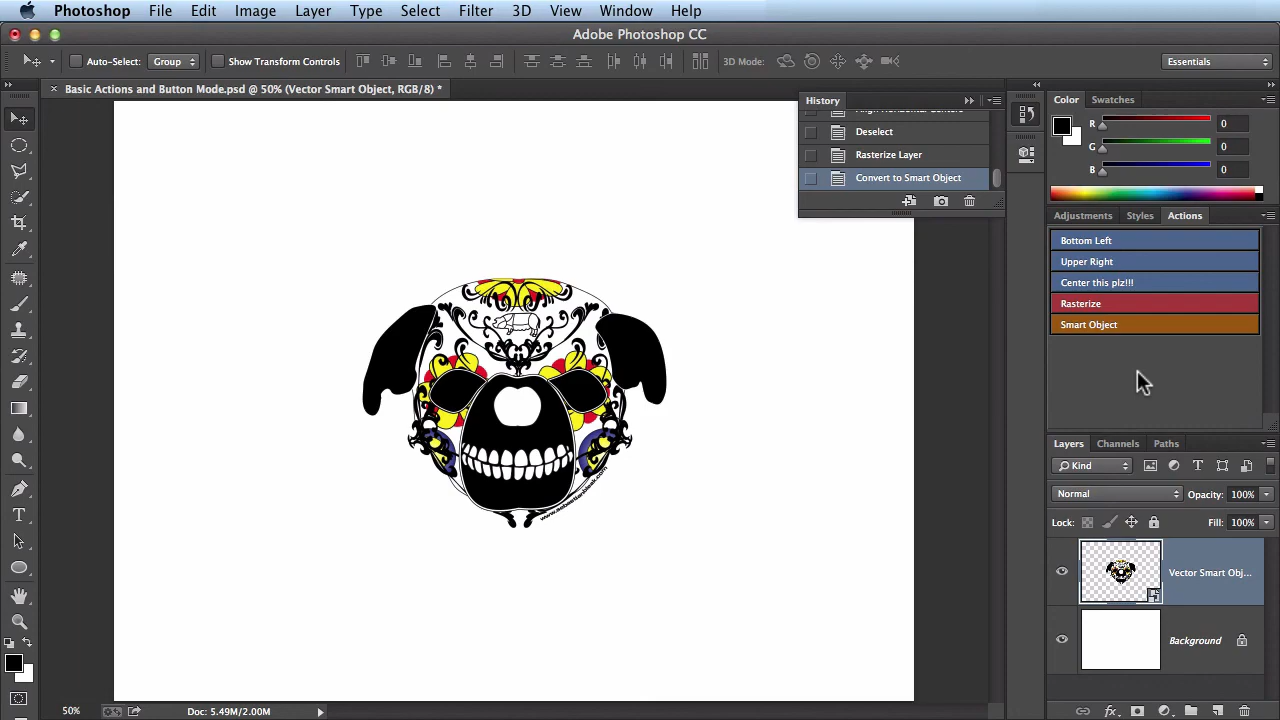 Photoshop File Edit Image Layer Type Select Filter 3D View Window Help
Adobe Photoshop CC
Auto-Select: Group Show Transform Controls 3D Mode: Essentials
Basic Actions and Button Mode.psd @ 50% (Vector Smart Object, RGB/8) *
History
Deselect
Rasterize Layer
Convert to Smart Object
Color Swatches
R 0
G 0
B 0
Adjustments Styles Actions
Bottom Left
Upper Right
Center this plz!!!
Rasterize
Smart Object
Layers Channels Paths
Kind
Normal Opacity: 100%
Lock: Fill: 100%
Vector Smart Obj...
Background
50% Doc: 5.49M/2.00M